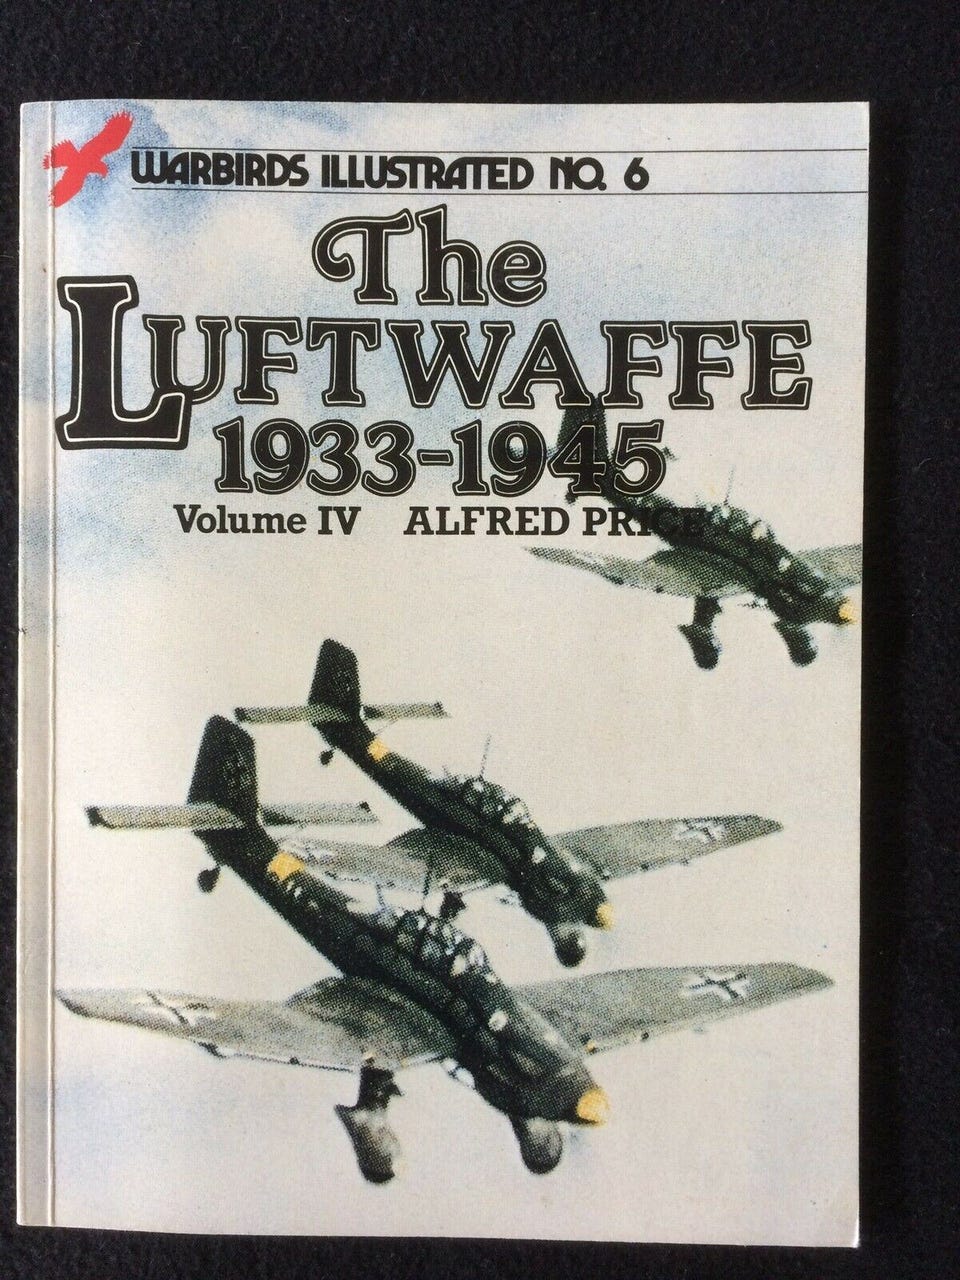 WARBIRDS ILLUSTRATED NO. 6
The
LUFTWAFFE
1933-1945
Volume IV ALFRED PRICE